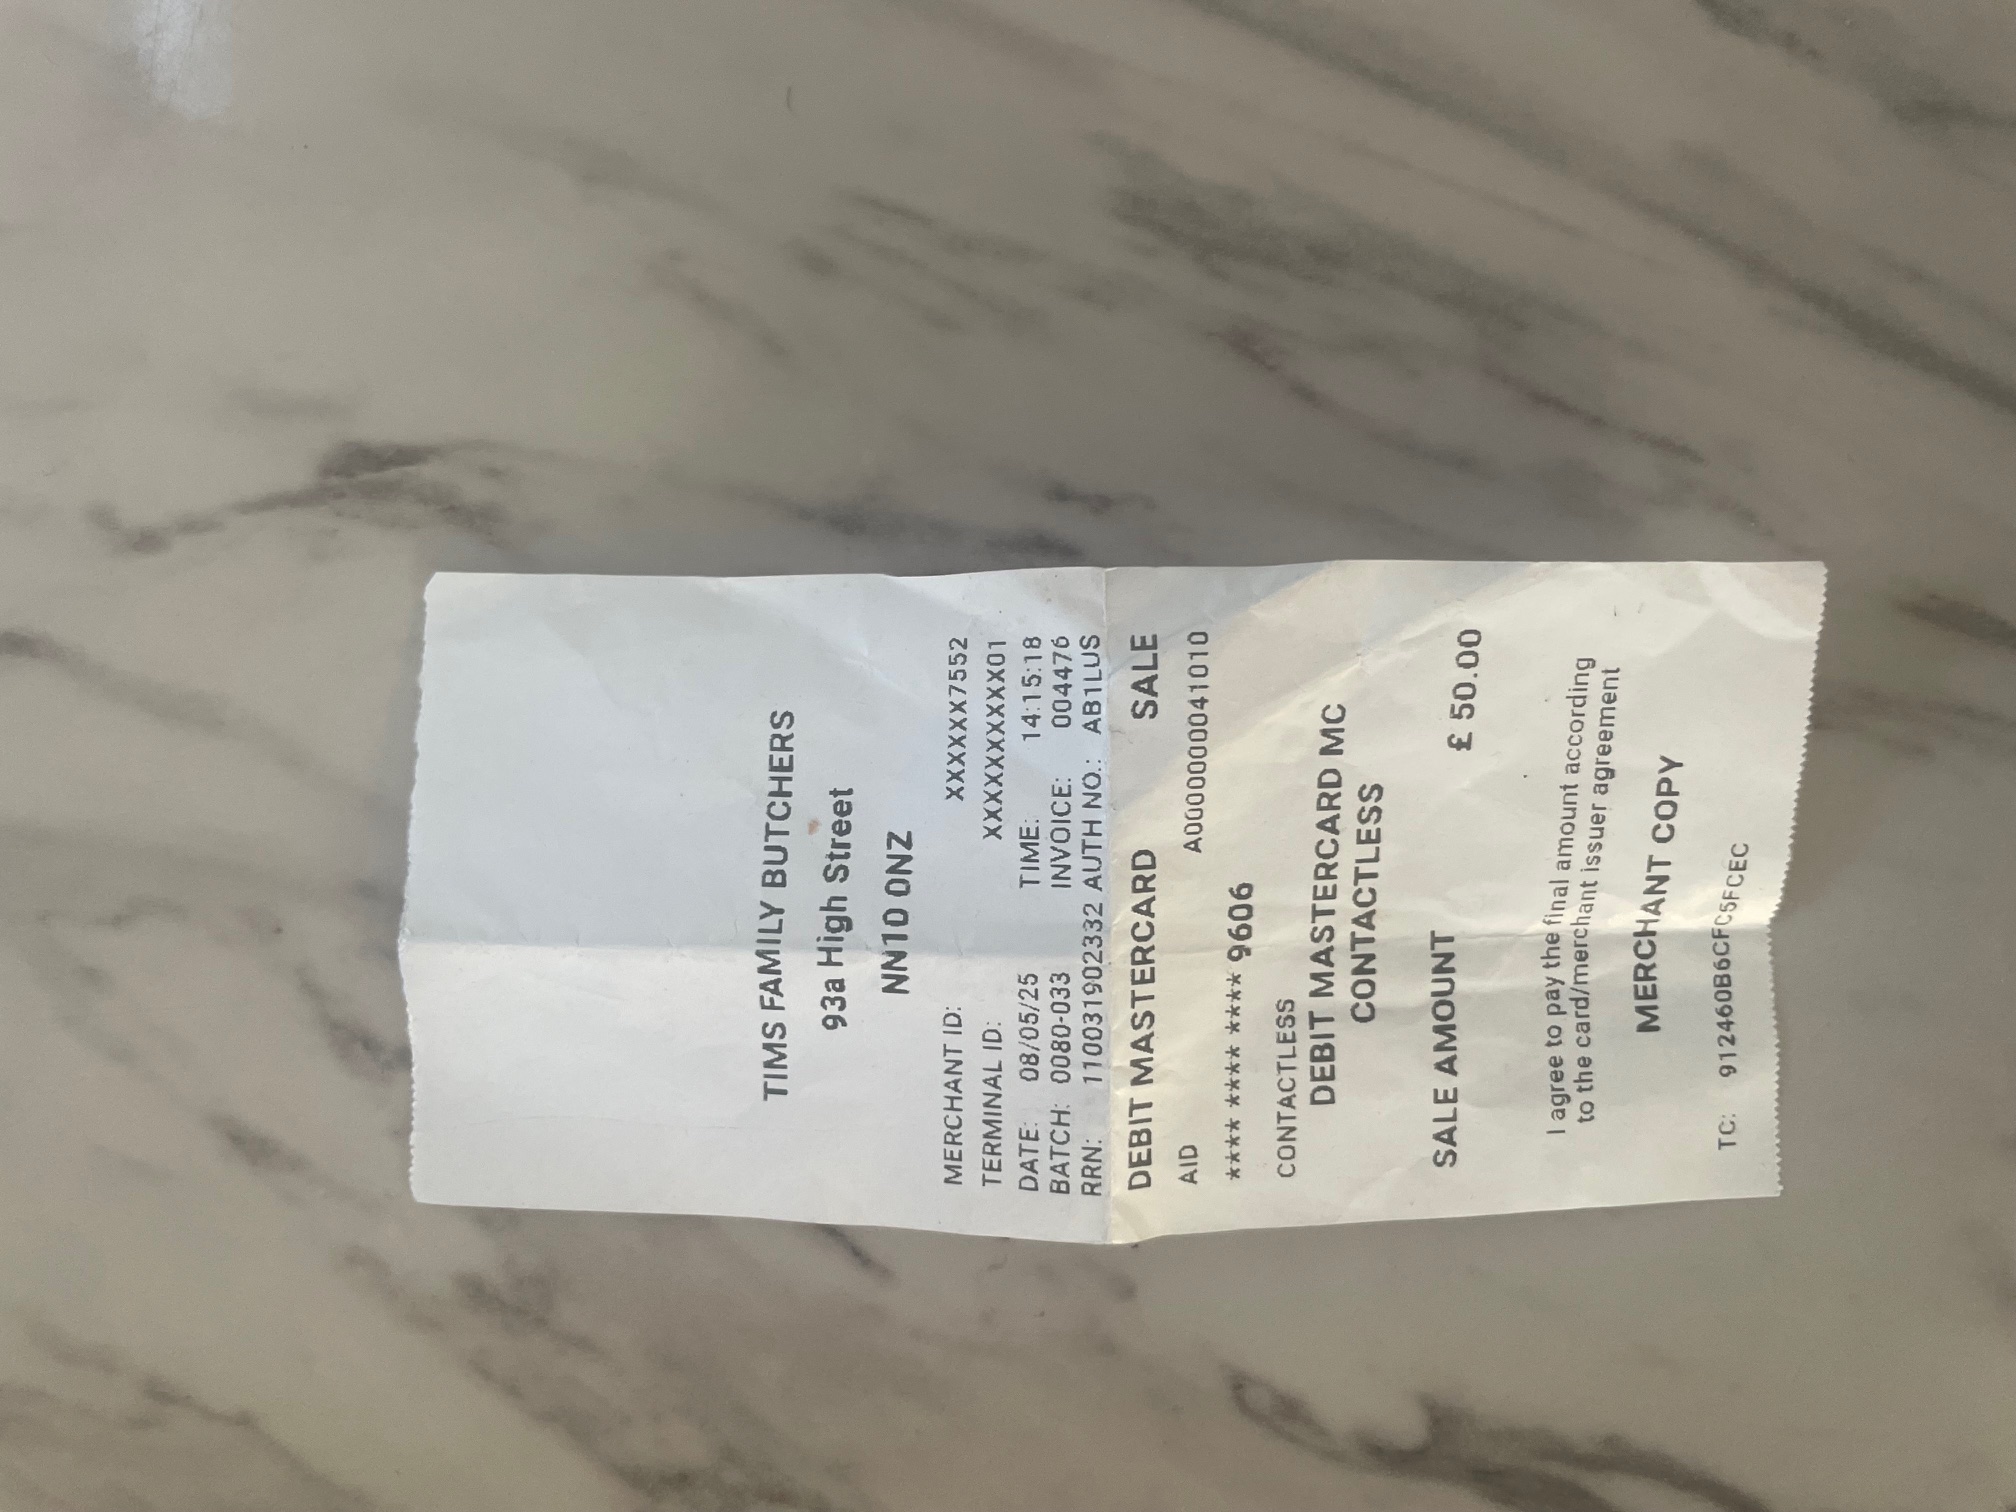 TIMS FAMILY BUTCHERS
93a High Street
NN10 0NZ
MERCHANT ID: XXXXXX7552
TERMINAL ID: XXXXXXXXXX01
DATE: 08/05/25 TIME: 14:15:18
BATCH: 0080-033 INVOICE: 004476
RRN: 110031902332 AUTH NO.: AB1LUS
DEBIT MASTERCARD SALE
AID A0000000041010
**** **** **** 9606
CONTACTLESS
DEBIT MASTERCARD MC
CONTACTLESS
SALE AMOUNT £ 50.00
I agree to pay the final amount according
to the card/merchant issuer agreement
MERCHANT COPY
TC: 912460B6CFC5FCEC